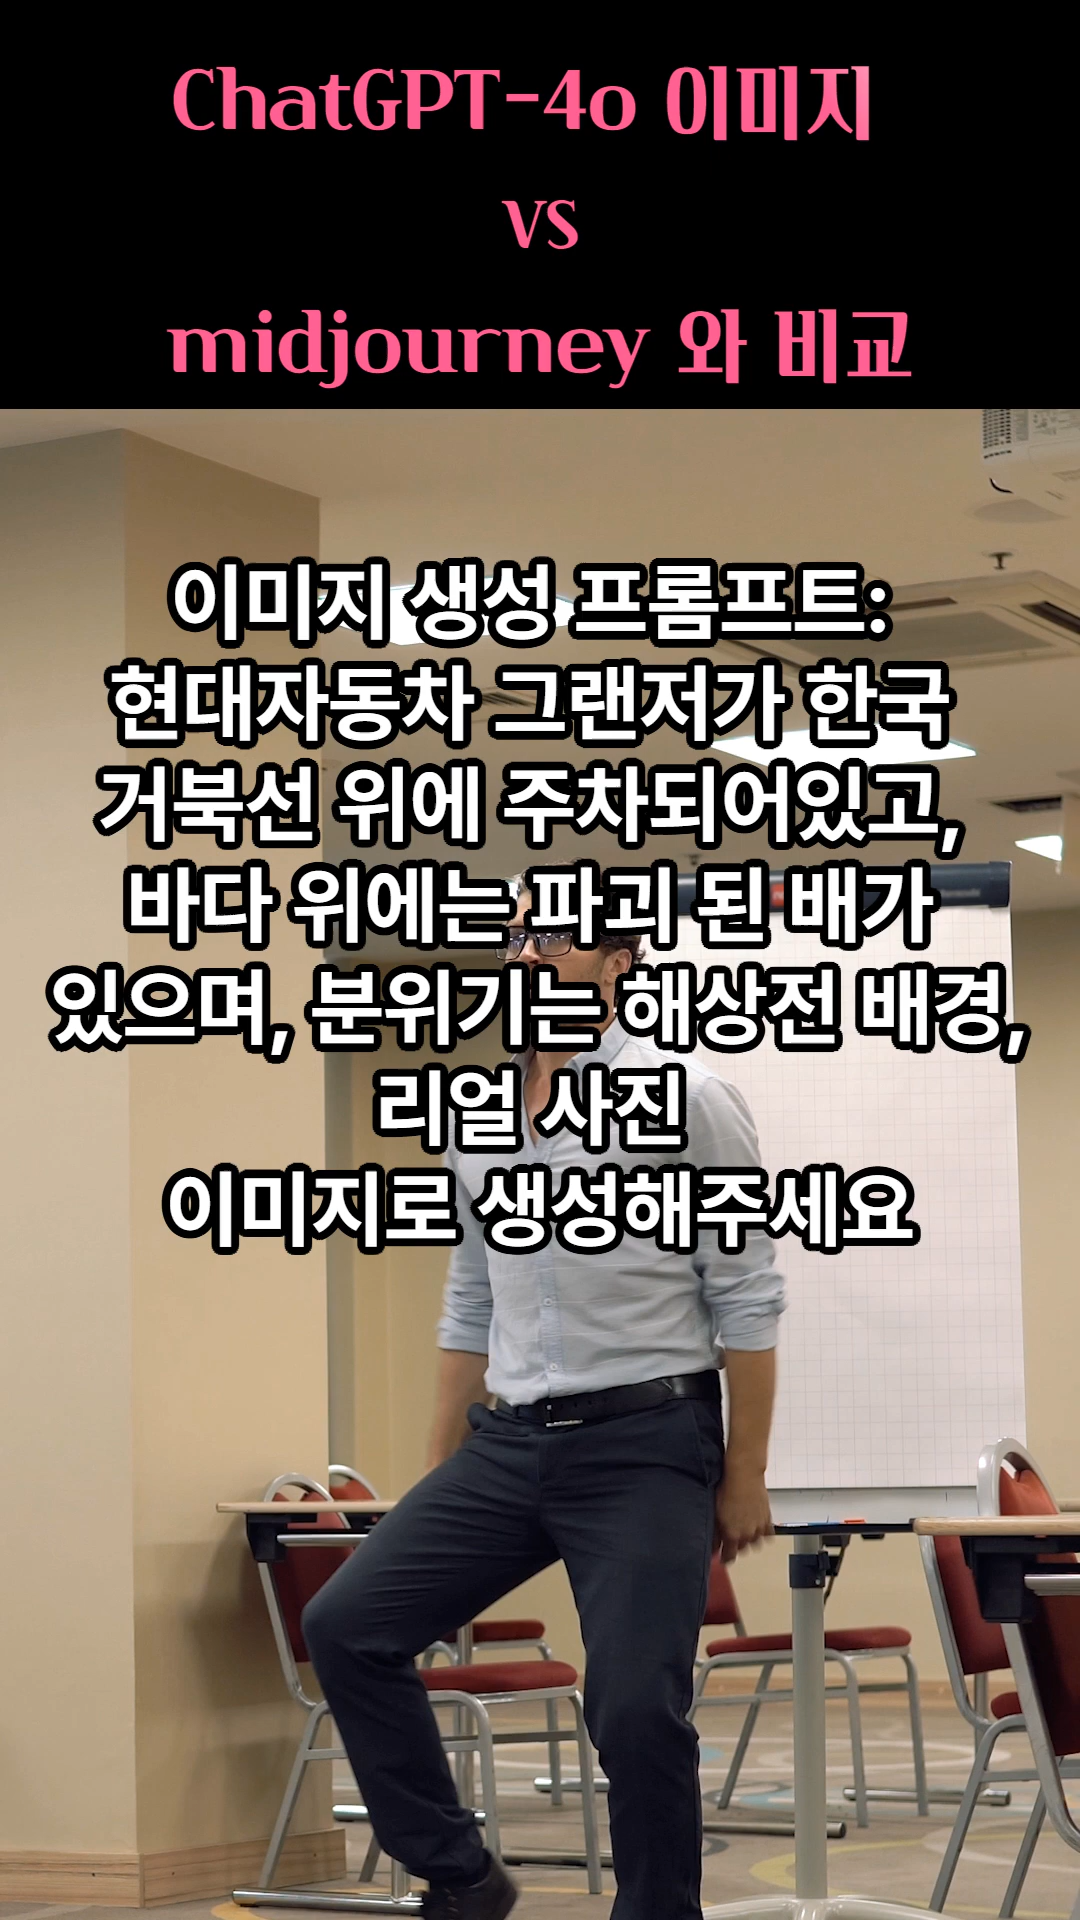 ChatGPT-4o 이미지
vs
midjourney 와 비교
이미지 생성 프롬프트:
현대자동차 그랜저가 한국
거북선 위에 주차되어있고,
바다 위에는 파괴 된 배가
있으며, 분위기는 해상전 배경,
리얼 사진
이미지로 생성해주세요